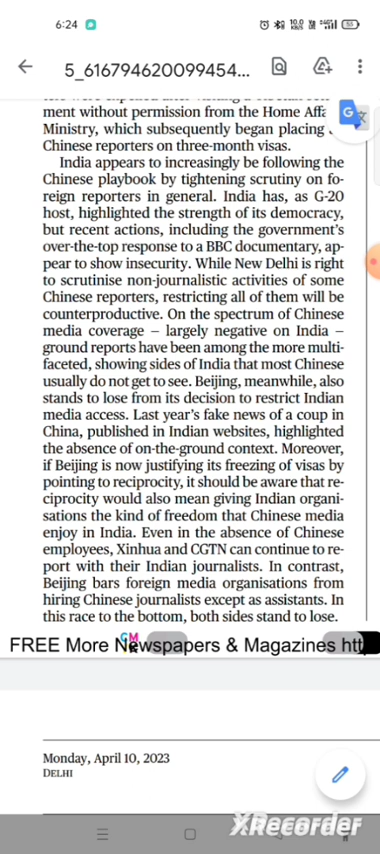 6:24
10.0
5_616794620099454...
ment without permission from the Home Affa
Ministry, which subsequently began placing
Chinese reporters on three-month visas.
India appears to increasingly be following the
Chinese playbook by tightening scrutiny on fo-
reign reporters in general. India has, as G-20
host, highlighted the strength of its democracy,
but recent actions, including the government's
over-the-top response to a BBC documentary, ap-
pear to show insecurity. While New Delhi is right
to scrutinise non-journalistic activities of some
Chinese reporters, restricting all of them will be
counterproductive. On the spectrum of Chinese
media coverage – largely negative on India –
ground reports have been among the more multi-
faceted, showing sides of India that most Chinese
usually do not get to see. Beijing, meanwhile, also
stands to lose from its decision to restrict Indian
media access. Last year's fake news of a coup in
China, published in Indian websites, highlighted
the absence of on-the-ground context. Moreover,
if Beijing is now justifying its freezing of visas by
pointing to reciprocity, it should be aware that re-
ciprocity would also mean giving Indian organi-
sations the kind of freedom that Chinese media
enjoy in India. Even in the absence of Chinese
employees, Xinhua and CGTN can continue to re-
port with their Indian journalists. In contrast,
Beijing bars foreign media organisations from
hiring Chinese journalists except as assistants. In
this race to the bottom, both sides stand to lose.
CM
FREE More Newspapers & Magazines htt
Monday, April 10, 2023
DELHI
XRecorder